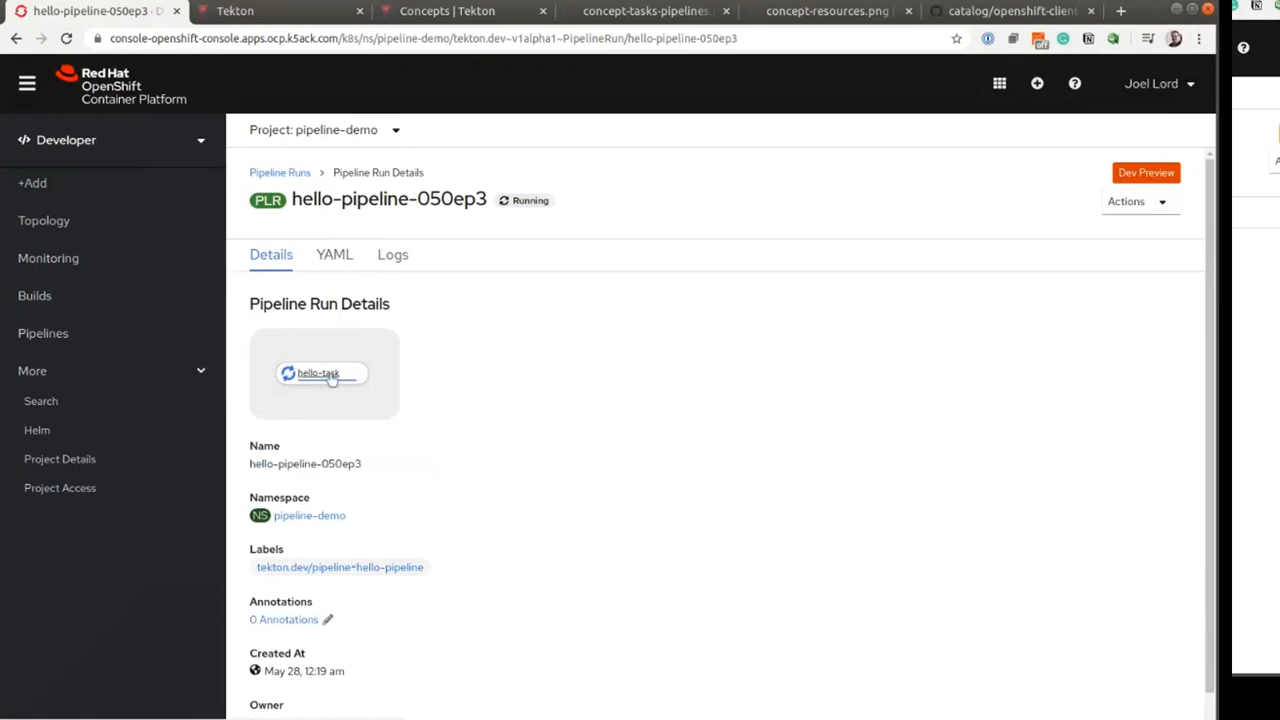 hello-pipeline-050ep3 · D
Tekton
Concepts | Tekton
concept-tasks-pipelines.
concept-resources.png (
catalog/openshift-client
console-openshift-console.apps.ocp.k5ack.com/k8s/ns/pipeline-demo/tekton.dev~v1alpha1~PipelineRun/hello-pipeline-050ep3
off
Red Hat
OpenShift
Container Platform
Joel Lord
Developer
Project: pipeline-demo
+Add
Topology
Monitoring
Builds
Pipelines
More
Search
Helm
Project Details
Project Access
Pipeline Runs
Pipeline Run Details
Dev Preview
PLR hello-pipeline-050ep3 Running
Actions
Details YAML Logs
Pipeline Run Details
hello-task
Name
hello-pipeline-050ep3
Namespace
NS pipeline-demo
Labels
tekton.dev/pipeline=hello-pipeline
Annotations
0 Annotations
Created At
May 28, 12:19 am
Owner